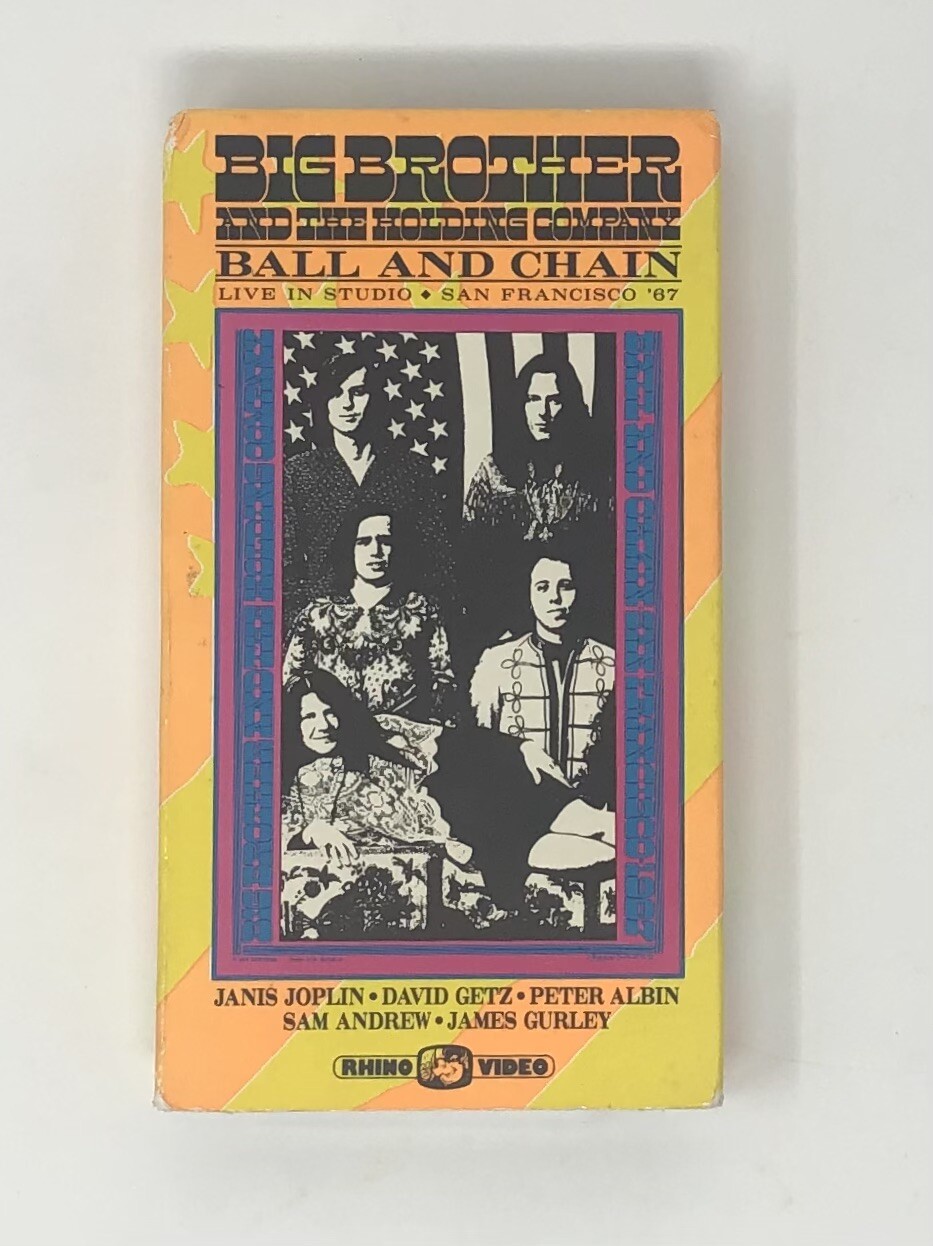 BIG BROTHER
AND THE HOLDING COMPANY
BALL AND CHAIN
LIVE IN STUDIO ♦ SAN FRANCISCO '67
JANIS JOPLIN • DAVID GETZ • PETER ALBIN
SAM ANDREW • JAMES GURLEY
RHINO VIDEO